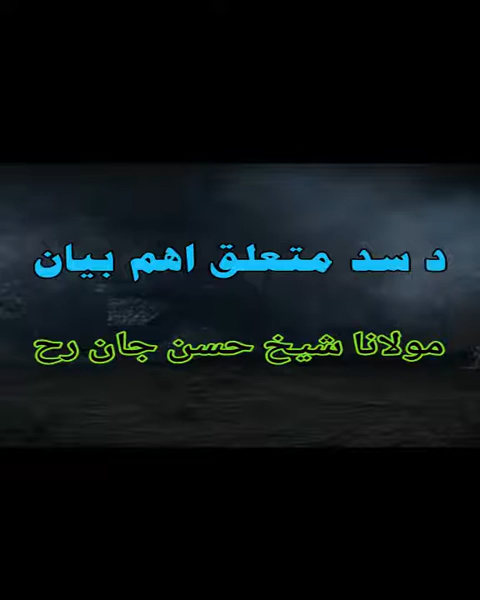 د سد متعلق اهم بیان
مولانا شیخ حسن جان رح